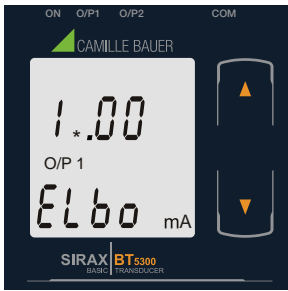 ON O/P1 O/P2 COM
CAMILLE BAUER
1*.00
O/P 1
ELbo mA
SIRAX BT5300
BASIC TRANSDUCER